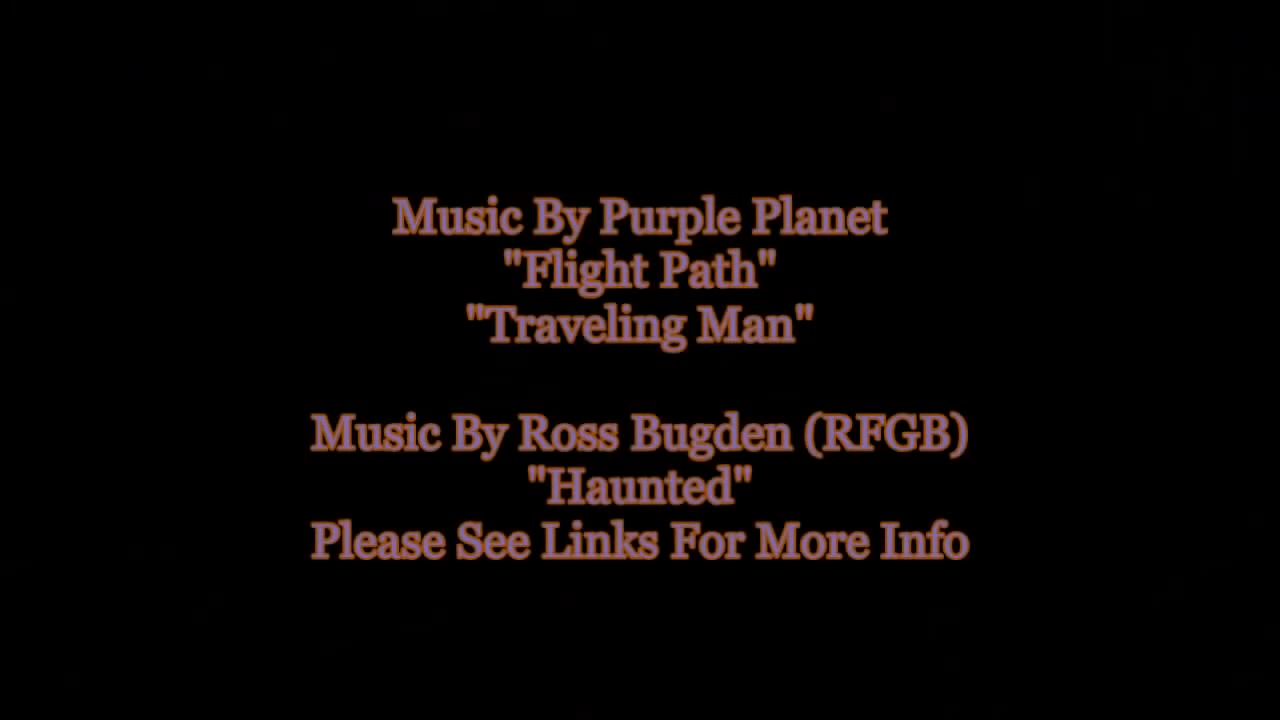 Music By Purple Planet
"Flight Path"
"Traveling Man"
Music By Ross Bugden (RFGB)
"Haunted"
Please See Links For More Info